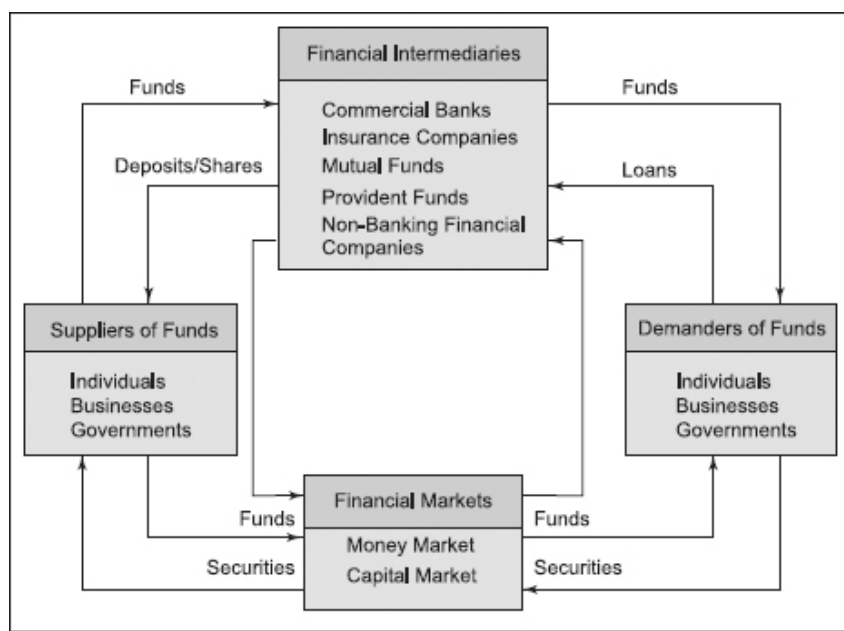 Financial Intermediaries
Funds
Funds
Commercial Banks
Insurance Companies
Deposits/Shares
Mutual Funds
Loans
Provident Funds
Non-Banking Financial
Companies
Suppliers of Funds
Demanders of Funds
Individuals
Businesses
Governments
Individuals
Businesses
Governments
Financial Markets
Funds
Funds
Money Market
Securities
Capital Market
Securities